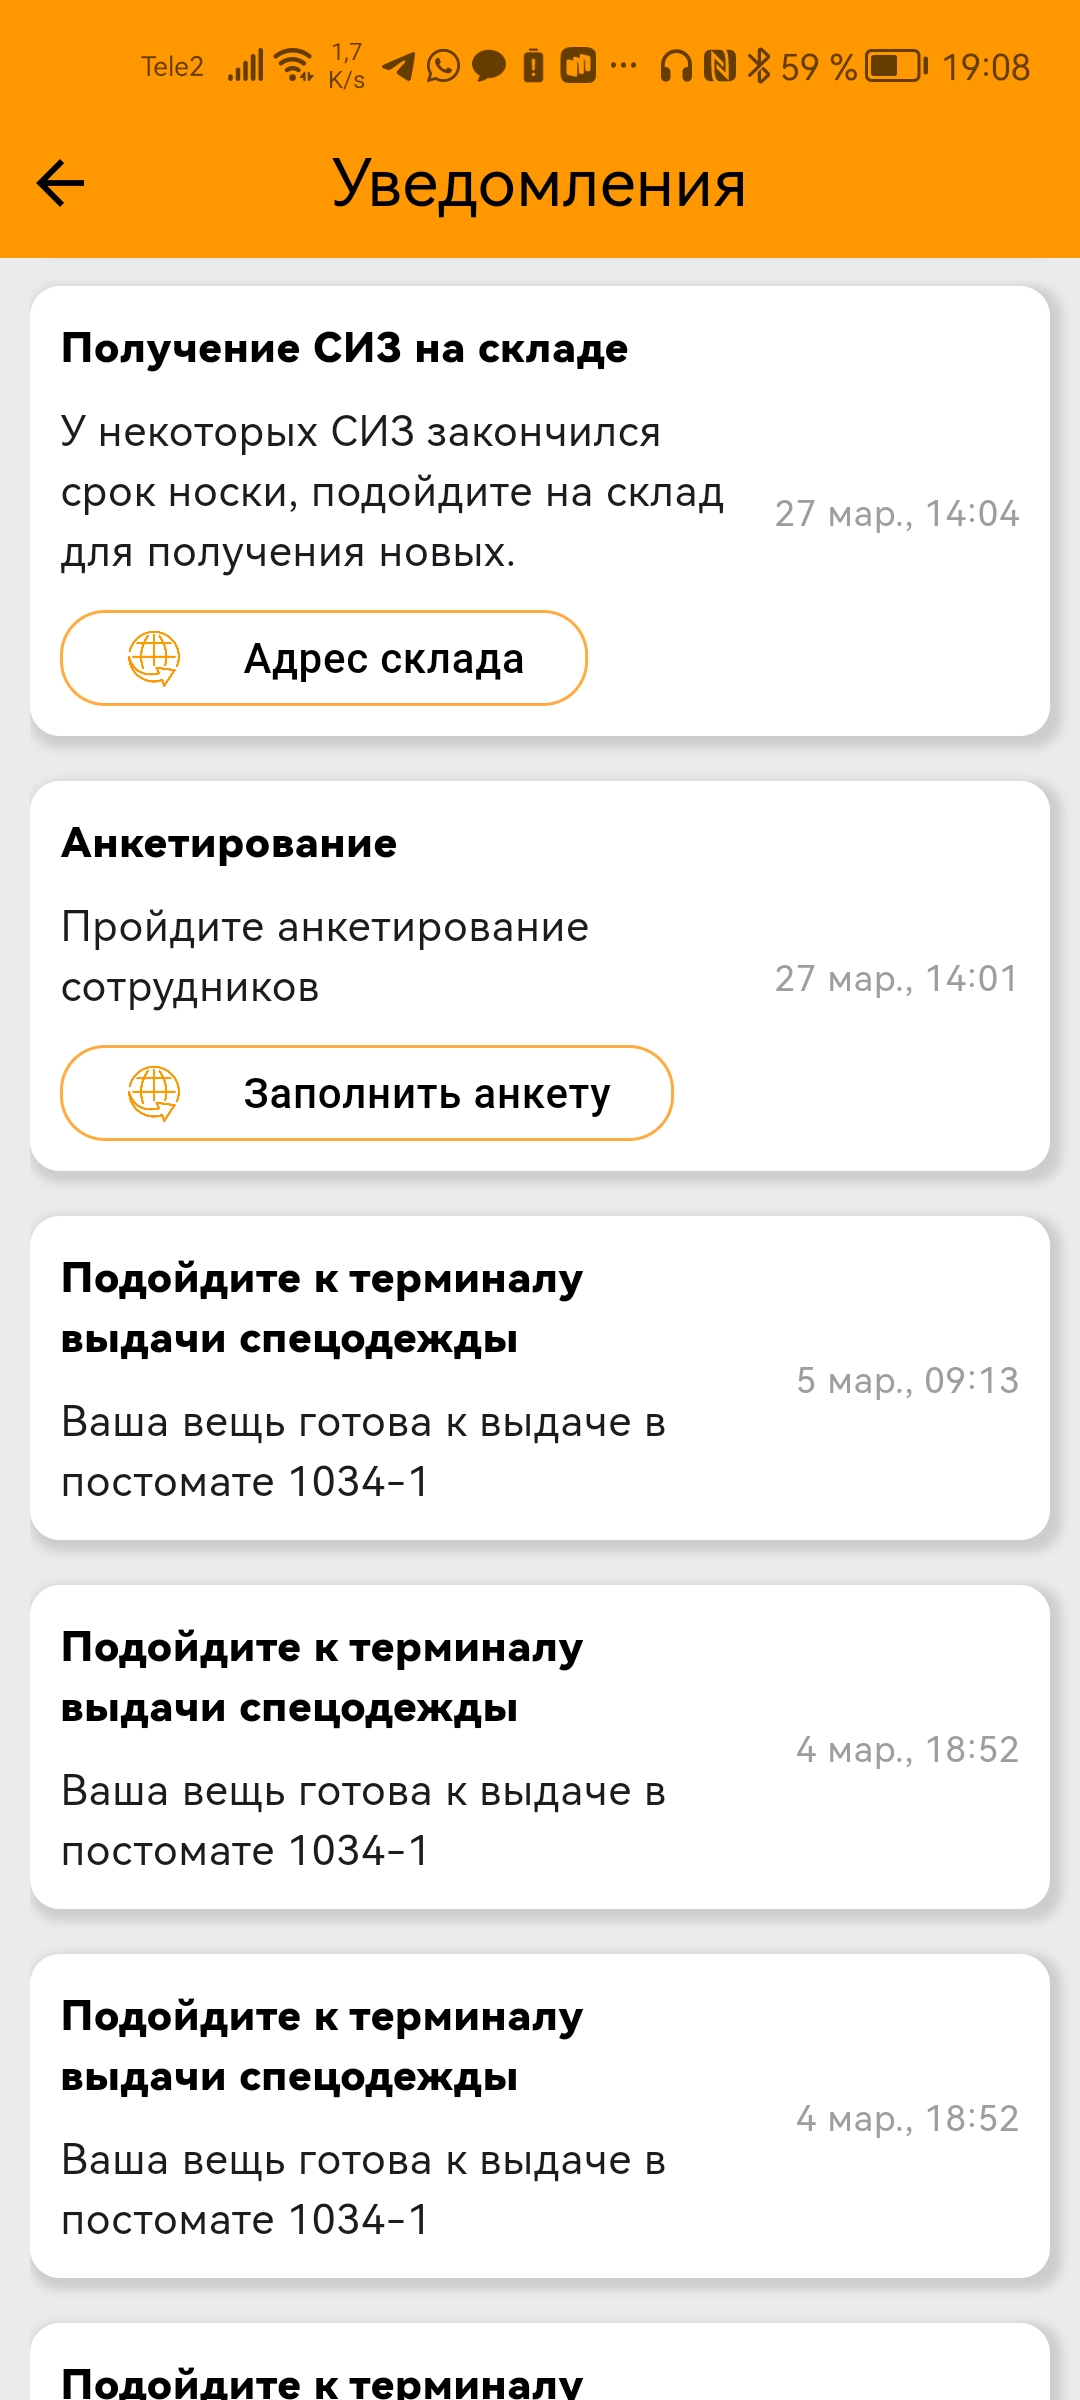 Tele2 1,7 K/s 59 % 19:08
Уведомления
Получение СИЗ на складе
У некоторых СИЗ закончился
срок носки, подойдите на склад
для получения новых.
27 мар., 14:04
Адрес склада
Анкетирование
Пройдите анкетирование
сотрудников
27 мар., 14:01
Заполнить анкету
Подойдите к терминалу
выдачи спецодежды
5 мар., 09:13
Ваша вещь готова к выдаче в
постомате 1034-1
Подойдите к терминалу
выдачи спецодежды
4 мар., 18:52
Ваша вещь готова к выдаче в
постомате 1034-1
Подойдите к терминалу
выдачи спецодежды
4 мар., 18:52
Ваша вещь готова к выдаче в
постомате 1034-1
Подойдите к терминалу